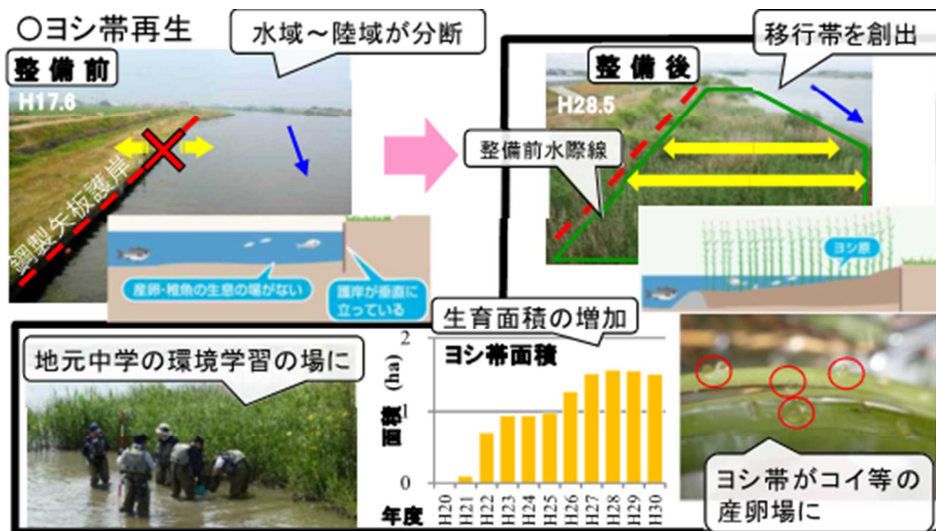 ○ヨシ帯再生
整備前
H17.6
水域～陸域が分断
鋼製矢板護岸
産卵・稚魚の生息の場がない
護岸が垂直に
立っている
整備後
H28.5
移行帯を創出
整備前水際線
ヨシ原
地元中学の環境学習の場に
生育面積の増加
ヨシ帯面積
面積 (ha)
2
1
0
年度
H20
H21
H22
H23
H24
H25
H26
H27
H28
H29
H30
ヨシ帯がコイ等の
産卵場に